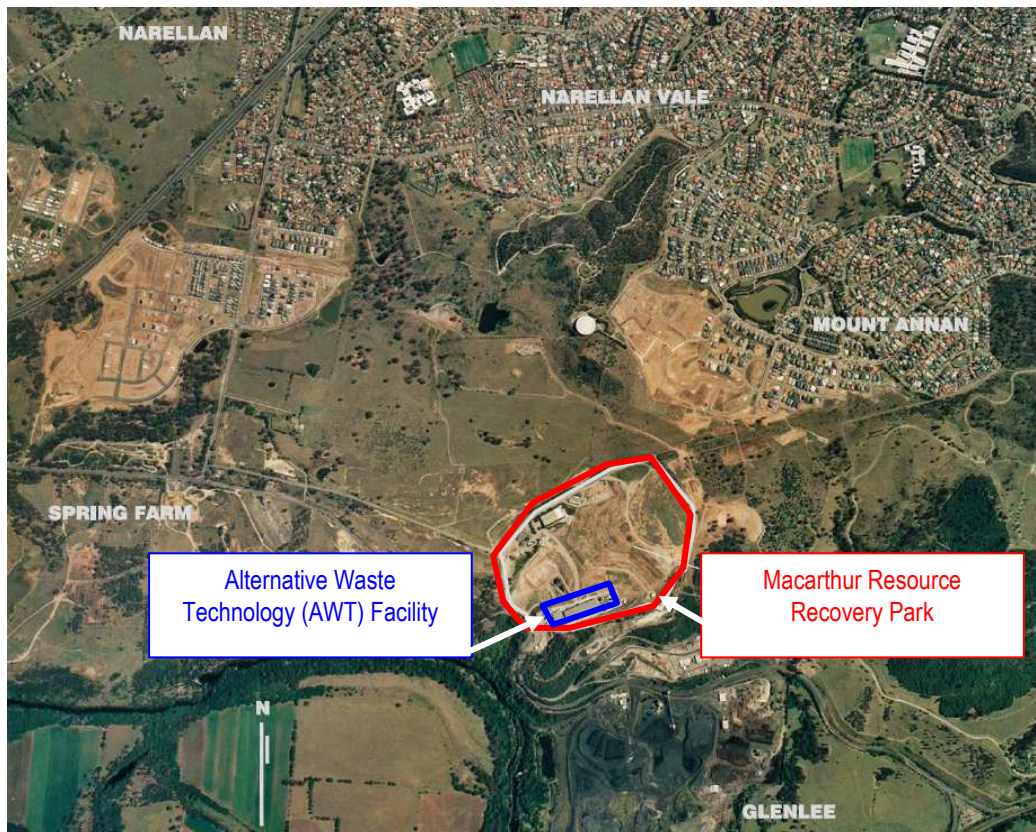 NARELLAN
NARELLAN VALE
MOUNT ANNAN
SPRING FARM
Alternative Waste
Technology (AWT) Facility
Macarthur Resource
Recovery Park
N
GLENLEE